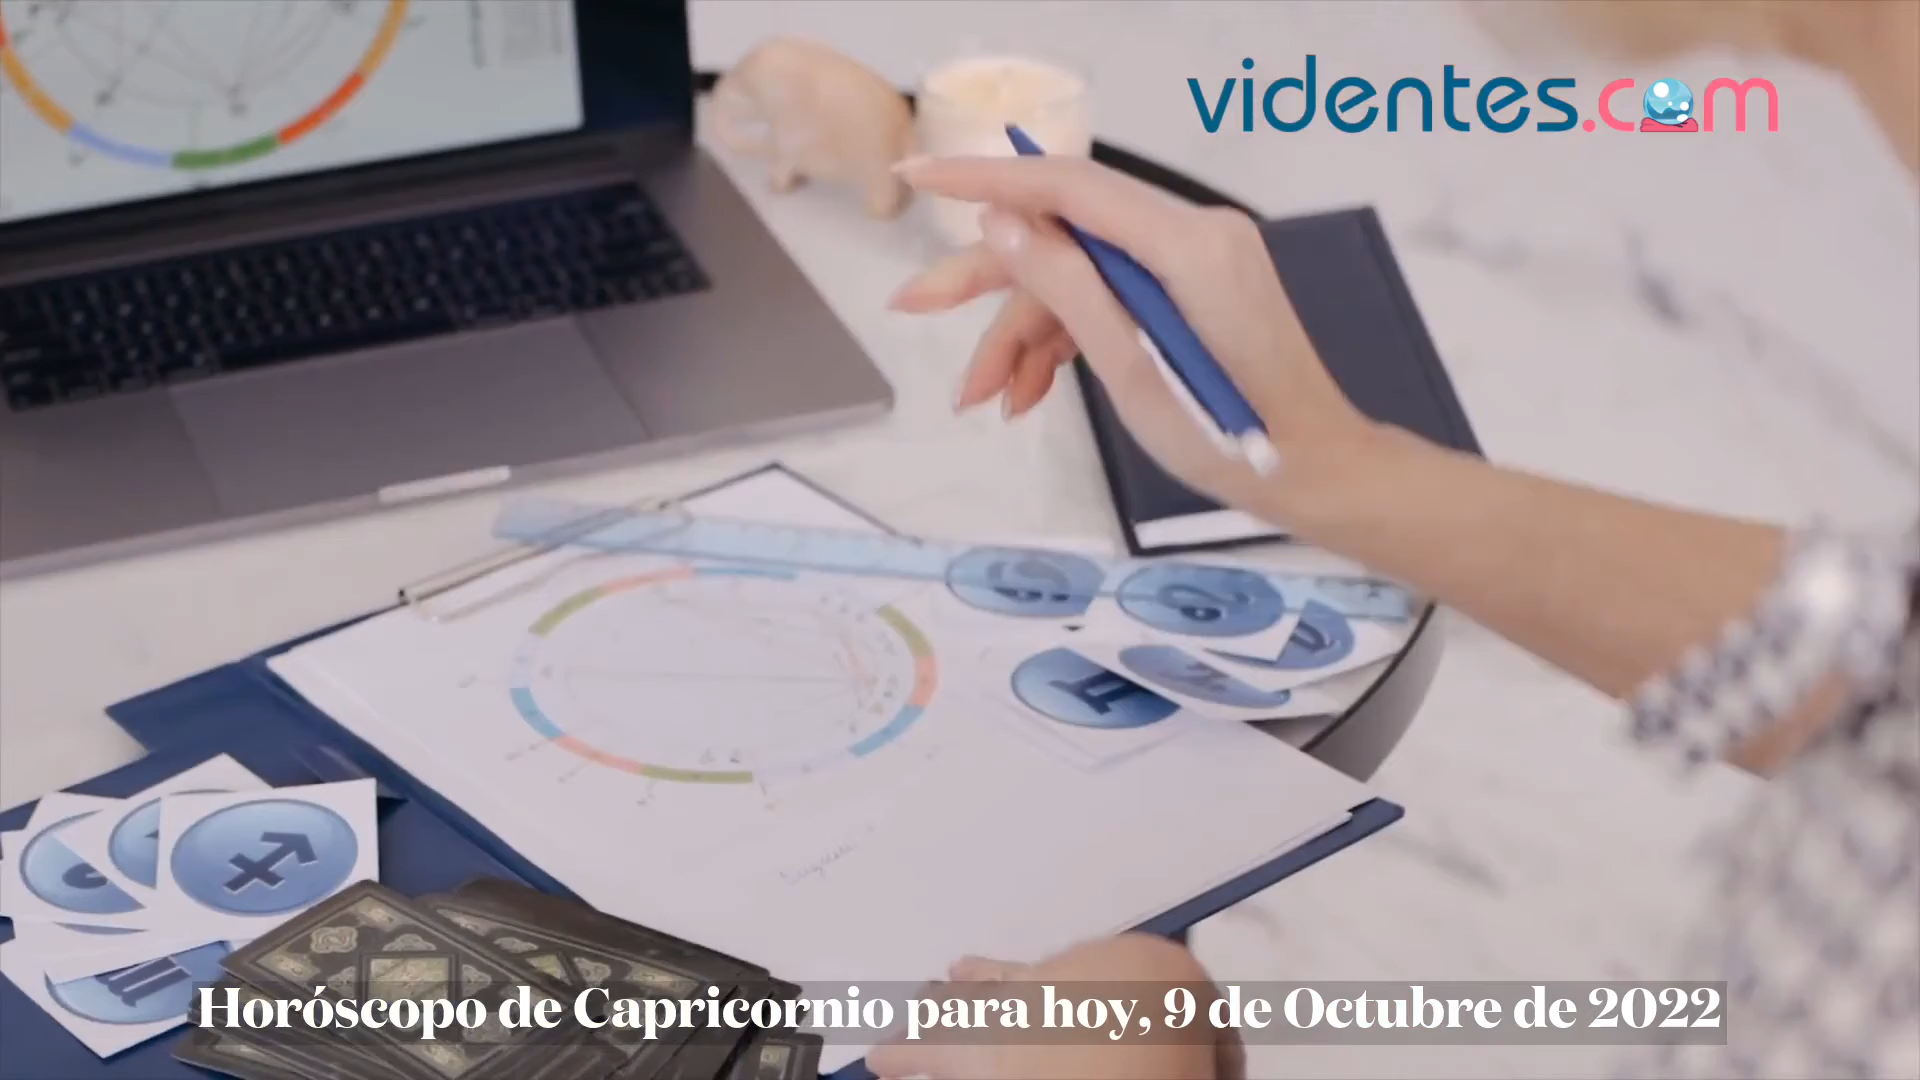 videntes.com
Horóscopo de Capricornio para hoy, 9 de Octubre de 2022